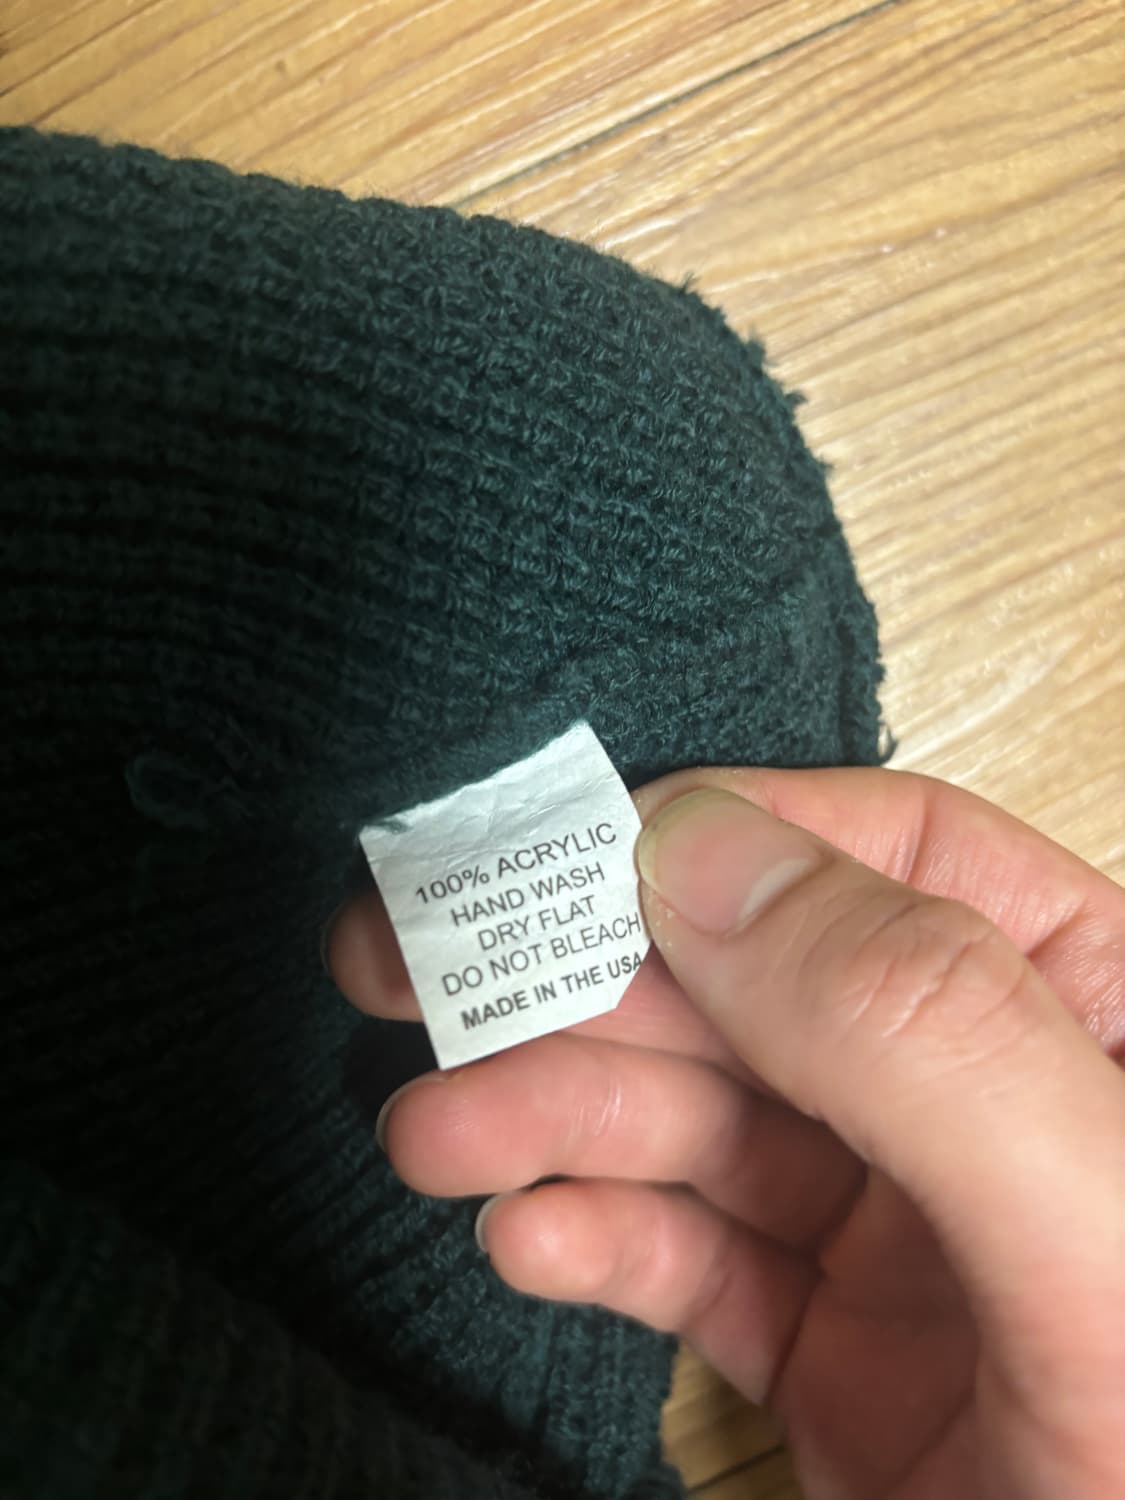 100% ACRYLIC
HAND WASH
DRY FLAT
DO NOT BLEACH
MADE IN THE USA